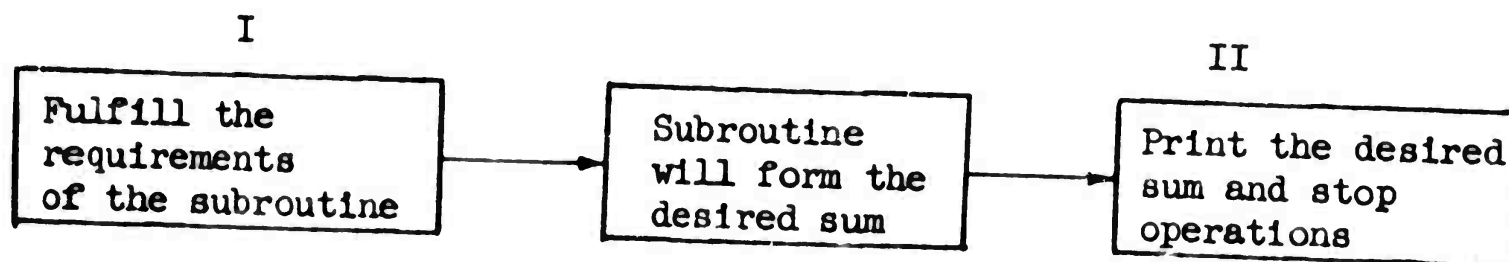 I
Fulfill the
requirements
of the subroutine
Subroutine
will form the
desired sum
II
Print the desired
sum and stop
operations